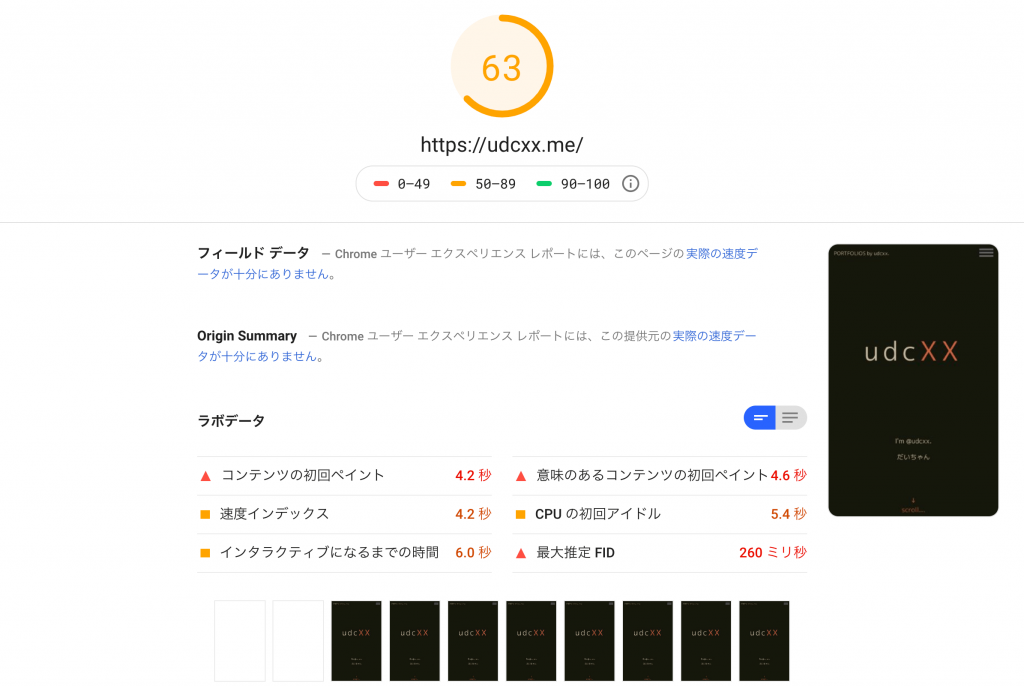 63
https://udcxx.me/
0–49 50–89 90–100
フィールド データ — Chrome ユーザー エクスペリエンス レポートには、このページの実際の速度デ
ータが十分にありません。
Origin Summary — Chrome ユーザー エクスペリエンス レポートには、この提供元の実際の速度デー
タが十分にありません。
PORTFOLIOS by udcxx.
udcXX
I'm @udcxx.
だいちゃん
scroll...
ラボデータ
コンテンツの初回ペイント 4.2 秒
意味のあるコンテンツの初回ペイント 4.6 秒
速度インデックス 4.2 秒
CPU の初回アイドル 5.4 秒
インタラクティブになるまでの時間 6.0 秒
最大推定 FID 260 ミリ秒
udcXX udcXX udcXX udcXX udcXX udcXX udcXX udcXX